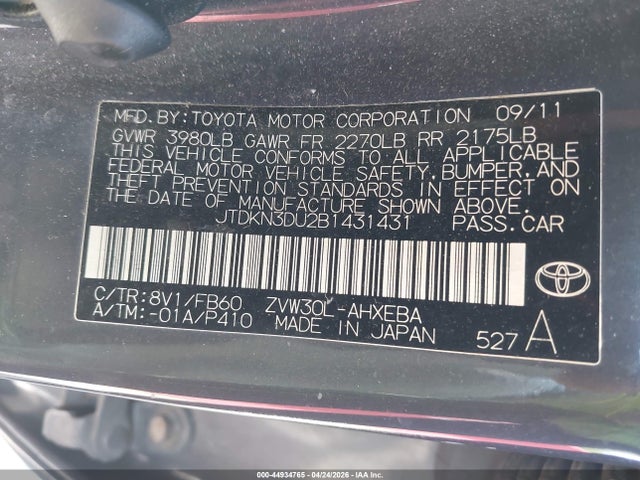 MFD.BY:TOYOTA MOTOR CORPORATION 09/11
GVWR 3980LB GAWR FR 2270LB RR 2175LB
THIS VEHICLE CONFORMS TO ALL APPLICABLE
FEDERAL MOTOR VEHICLE SAFETY,BUMPER,AND
THEFT PREVENTION STANDARDS IN EFFECT ON
THE DATE OF MANUFACTURE SHOWN ABOVE.
JTDKN3DU2B1431431 PASS.CAR
C/TR:8V1/FB60 ZVW30L-AHXEBA
A/TM:-01A/P410 MADE IN JAPAN
527A
000-44934765 04/24/2026 IAAI.COM